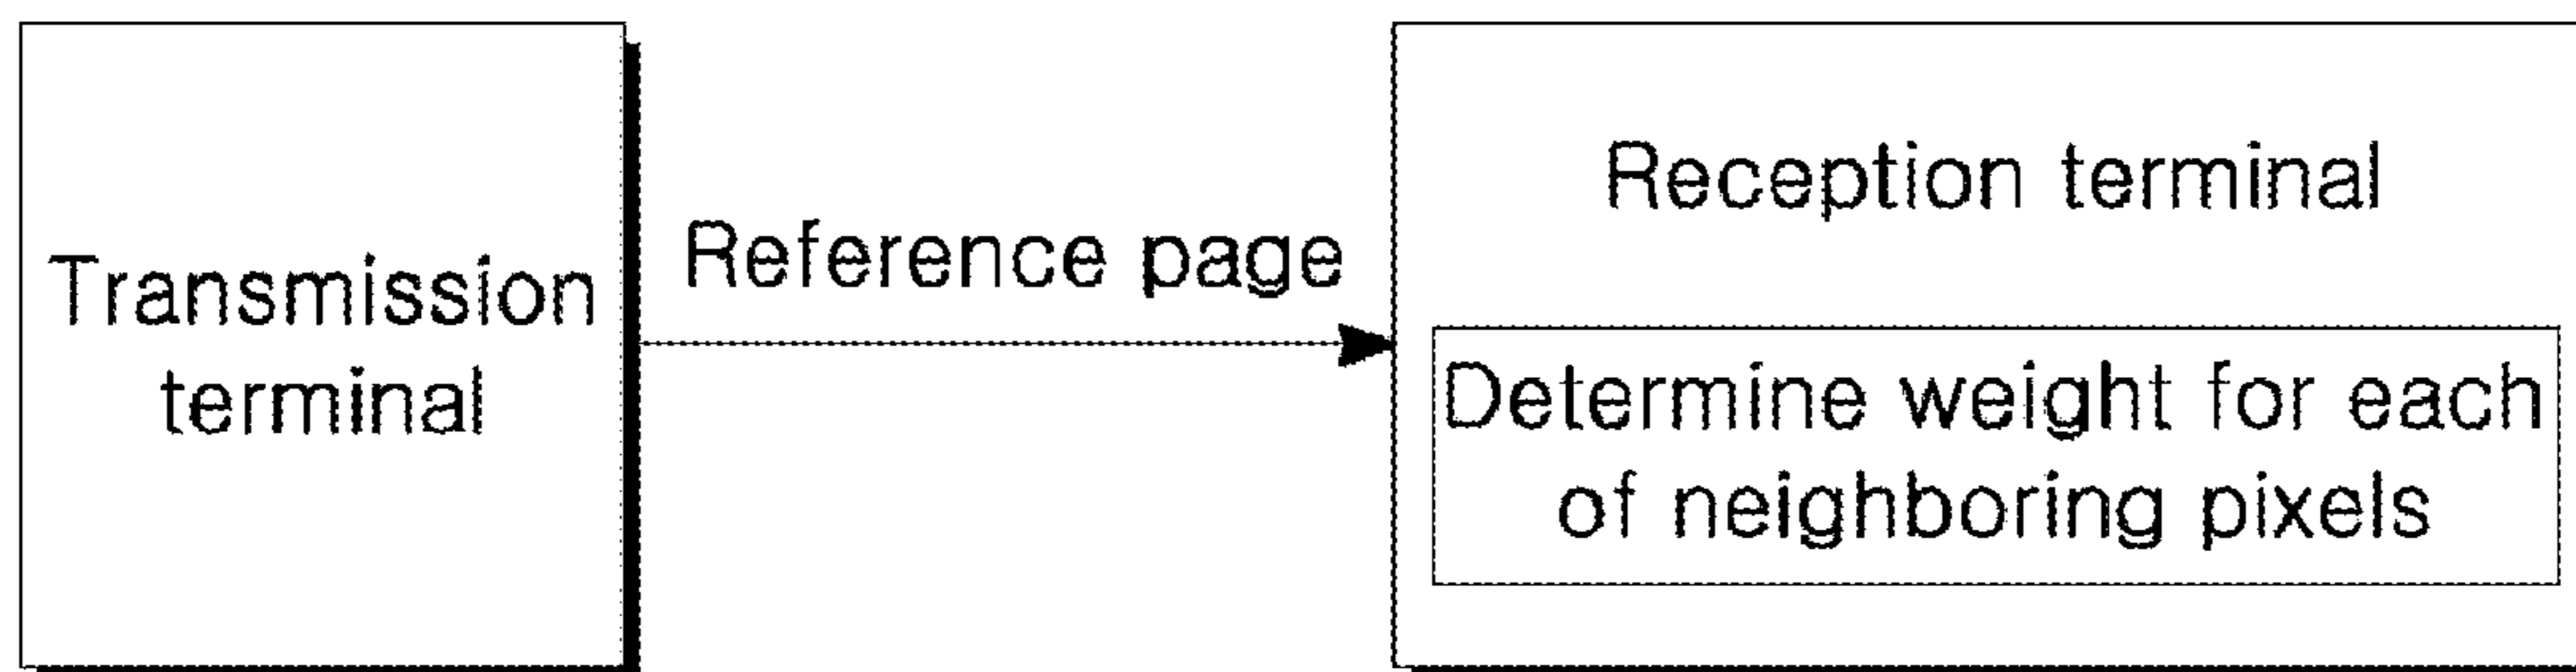 Transmission
terminal
Reference page
Reception terminal
Determine weight for each
of neighboring pixels